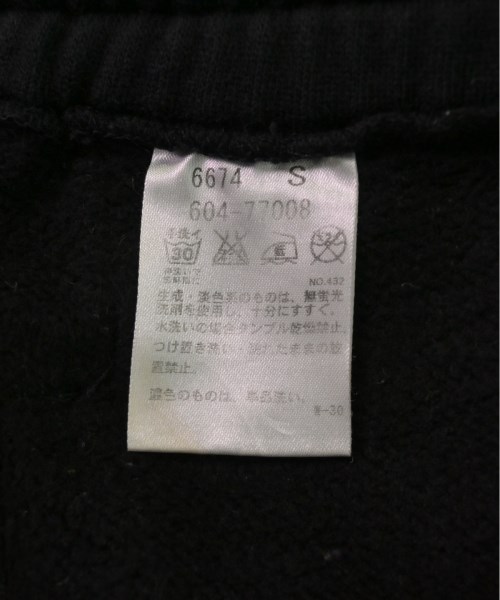 6674 S
604-77008
手洗イ
30
NO.432
生成・淡色系のものは、無蛍光
洗剤を使用し、十分にすすぐ。
水洗いの場合タンブル乾燥禁止。
つけ置き洗い・濡れたままの放
置禁止。
濃色のものは、単品洗い。
W-30